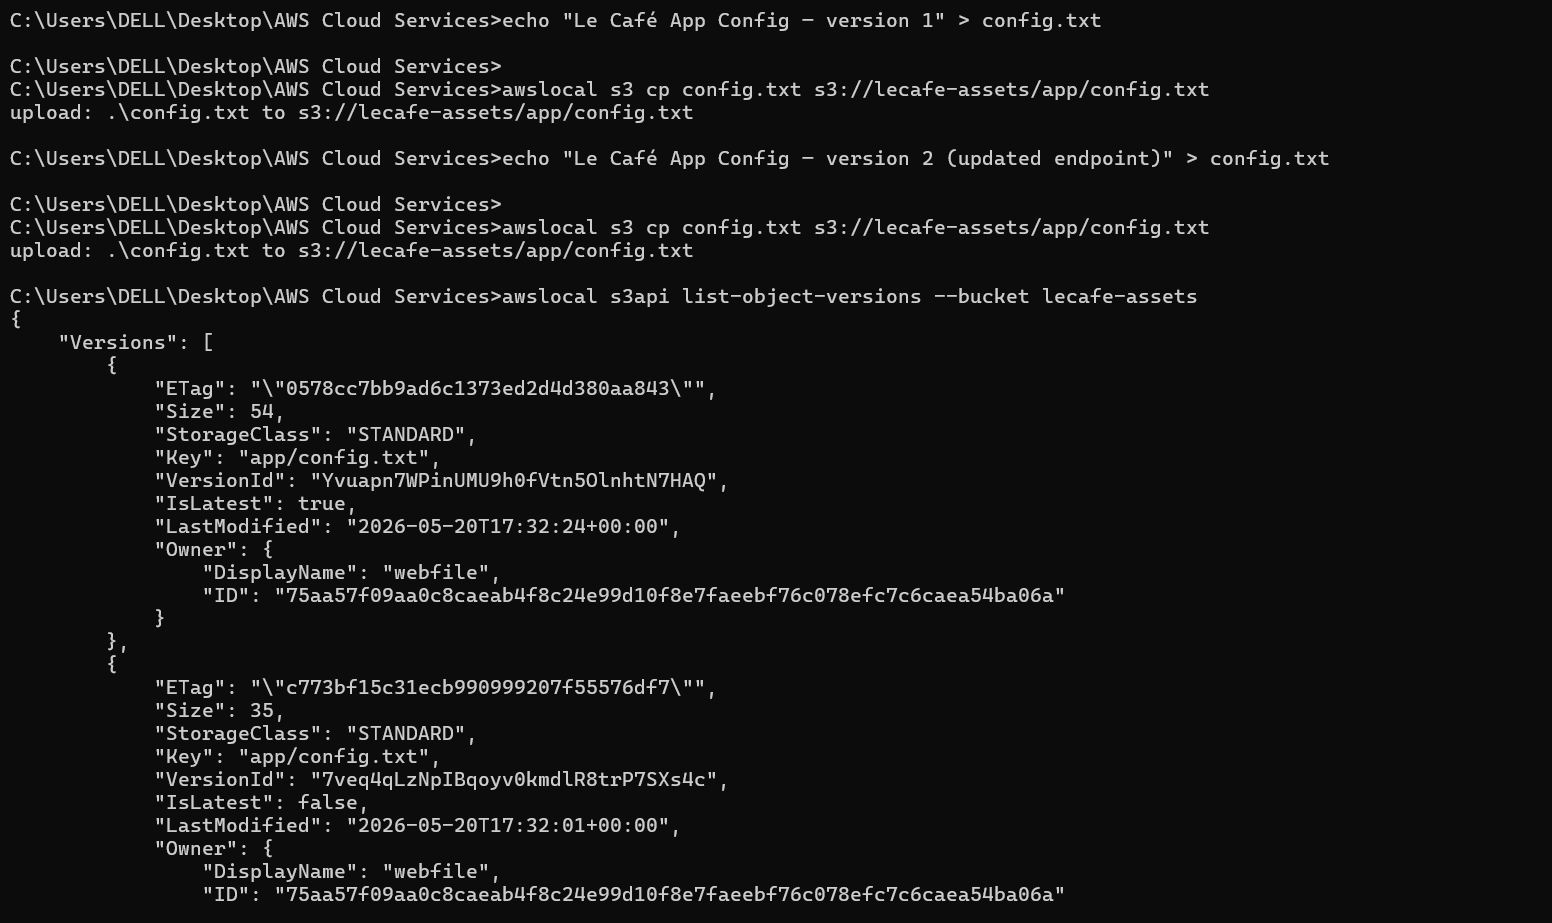 C:\Users\DELL\Desktop\AWS Cloud Services>echo "Le Café App Config — version 1" > config.txt
C:\Users\DELL\Desktop\AWS Cloud Services>
C:\Users\DELL\Desktop\AWS Cloud Services>awslocal s3 cp config.txt s3://lecafe-assets/app/config.txt
upload: .\config.txt to s3://lecafe-assets/app/config.txt
C:\Users\DELL\Desktop\AWS Cloud Services>echo "Le Café App Config — version 2 (updated endpoint)" > config.txt
C:\Users\DELL\Desktop\AWS Cloud Services>
C:\Users\DELL\Desktop\AWS Cloud Services>awslocal s3 cp config.txt s3://lecafe-assets/app/config.txt
upload: .\config.txt to s3://lecafe-assets/app/config.txt
C:\Users\DELL\Desktop\AWS Cloud Services>awslocal s3api list-object-versions --bucket lecafe-assets
{
    "Versions": [
        {
            "ETag": "\"0578cc7bb9ad6c1373ed2d4d380aa843\"",
            "Size": 54,
            "StorageClass": "STANDARD",
            "Key": "app/config.txt",
            "VersionId": "Yvuapn7WPinUMU9h0fVtn5OlnhtN7HAQ",
            "IsLatest": true,
            "LastModified": "2026-05-20T17:32:24+00:00",
            "Owner": {
                "DisplayName": "webfile",
                "ID": "75aa57f09aa0c8caeab4f8c24e99d10f8e7faeebf76c078efc7c6caea54ba06a"
            }
        },
        {
            "ETag": "\"c773bf15c31ecb990999207f55576df7\"",
            "Size": 35,
            "StorageClass": "STANDARD",
            "Key": "app/config.txt",
            "VersionId": "7veq4qLzNpIBqoyv0kmdlR8trP7SXs4c",
            "IsLatest": false,
            "LastModified": "2026-05-20T17:32:01+00:00",
            "Owner": {
                "DisplayName": "webfile",
                "ID": "75aa57f09aa0c8caeab4f8c24e99d10f8e7faeebf76c078efc7c6caea54ba06a"